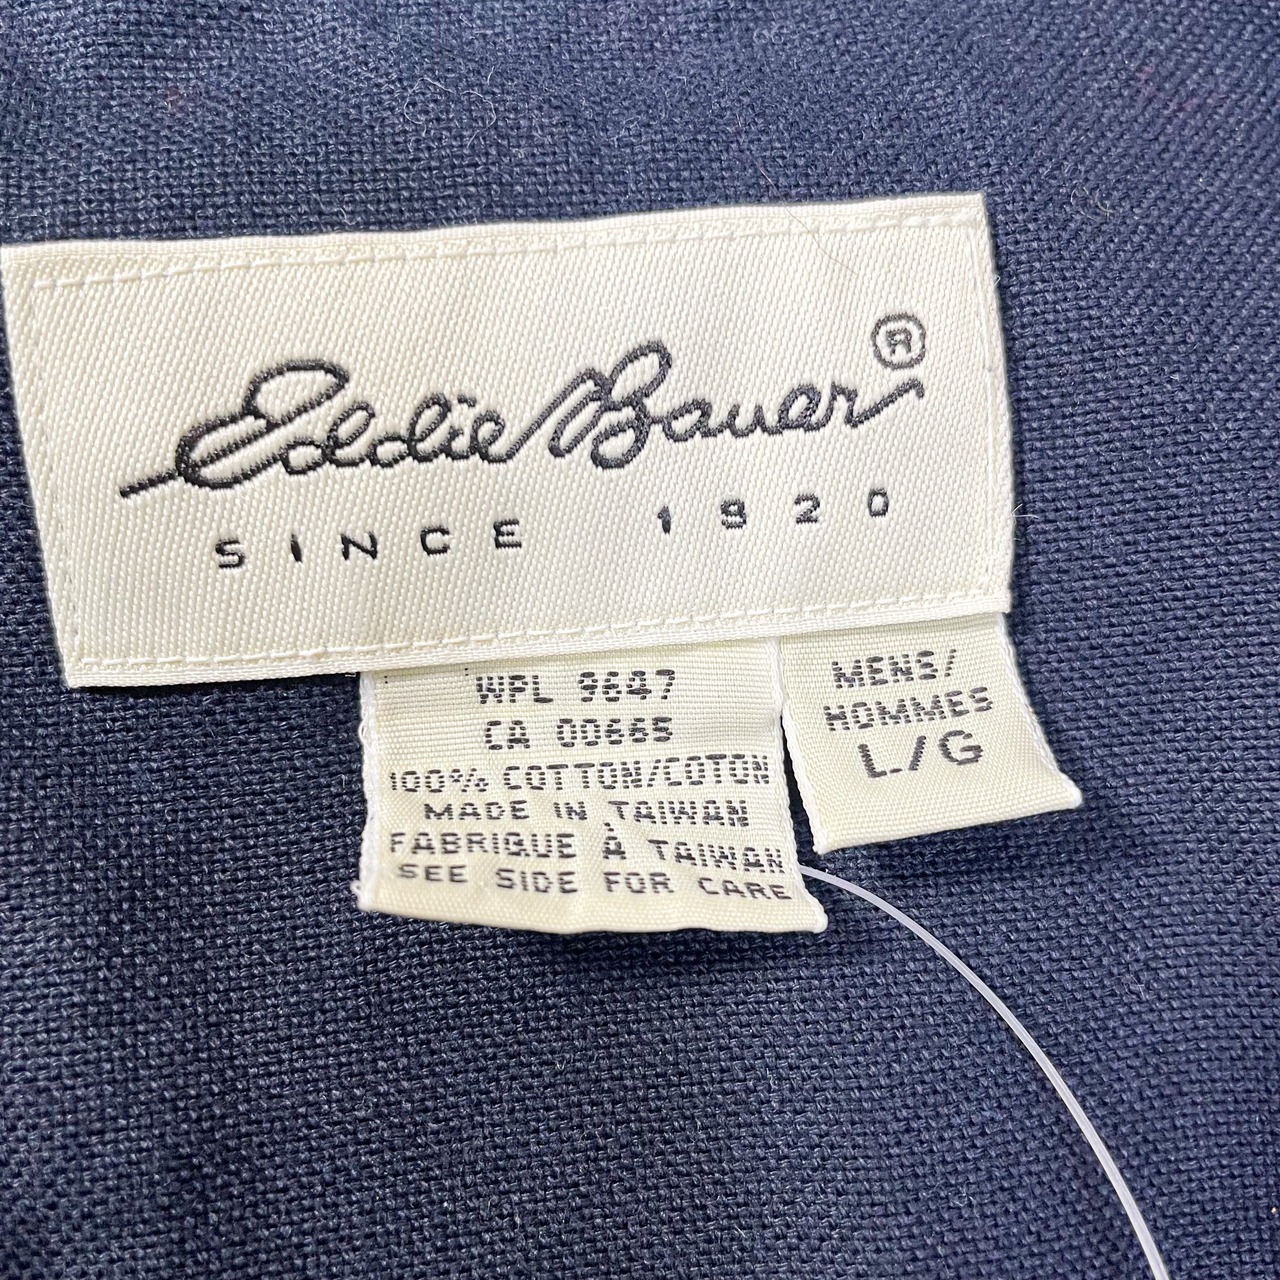 Eddie Bauer ®
SINCE 1920
WPL 9647
CA 00665
100% COTTON/COTON
MADE IN TAIWAN
FABRIQUE À TAIWAN
SEE SIDE FOR CARE
MENS/
HOMMES
L/G